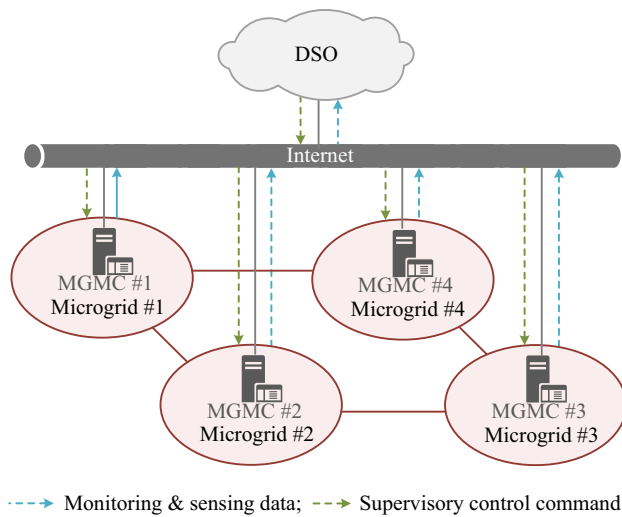 DSO
Internet
MGMC #1
Microgrid #1
MGMC #4
Microgrid #4
MGMC #2
Microgrid #2
MGMC #3
Microgrid #3
Monitoring & sensing data; Supervisory control command